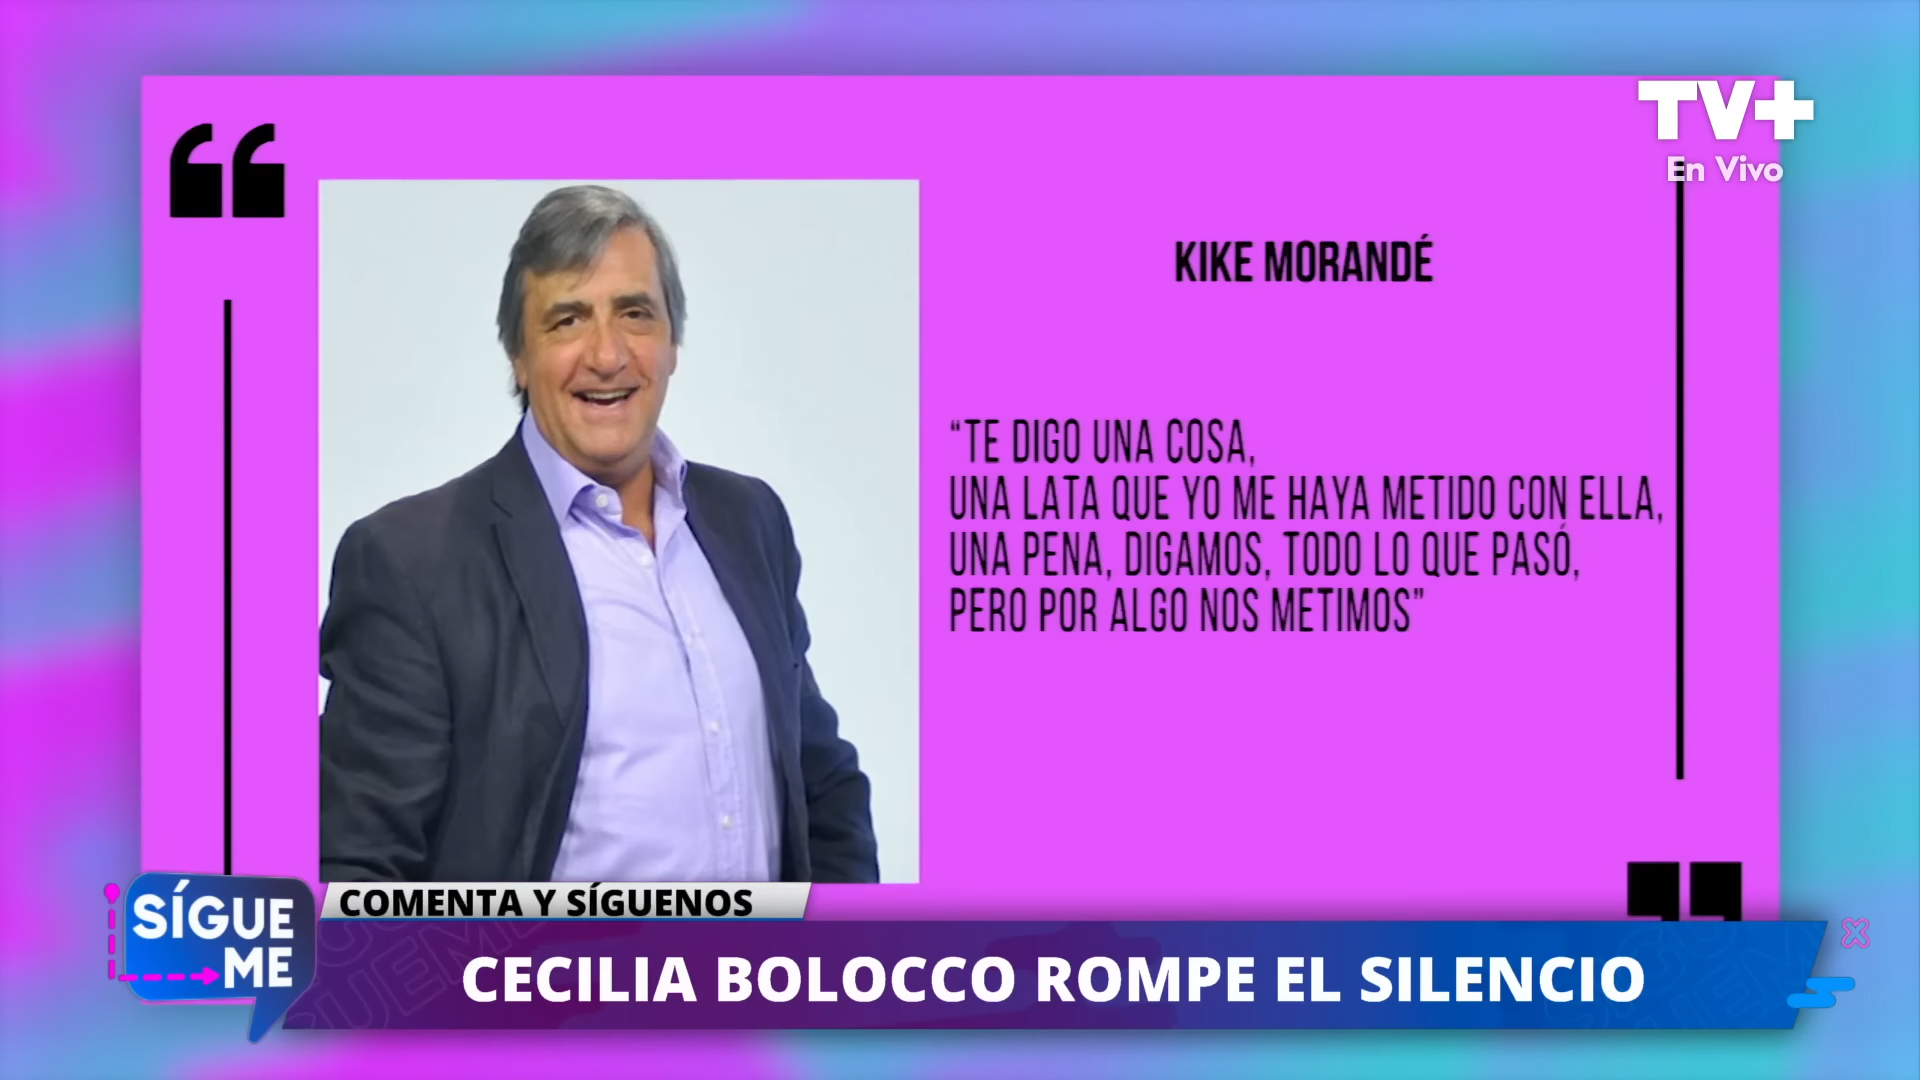 TV+
En Vivo
KIKE MORANDÉ
“TE DIGO UNA COSA,
UNA LATA QUE YO ME HAYA METIDO CON ELLA,
UNA PENA, DIGAMOS, TODO LO QUE PASÓ,
PERO POR ALGO NOS METIMOS”
SÍGUE
ME
COMENTA Y SÍGUENOS
CECILIA BOLOCCO ROMPE EL SILENCIO